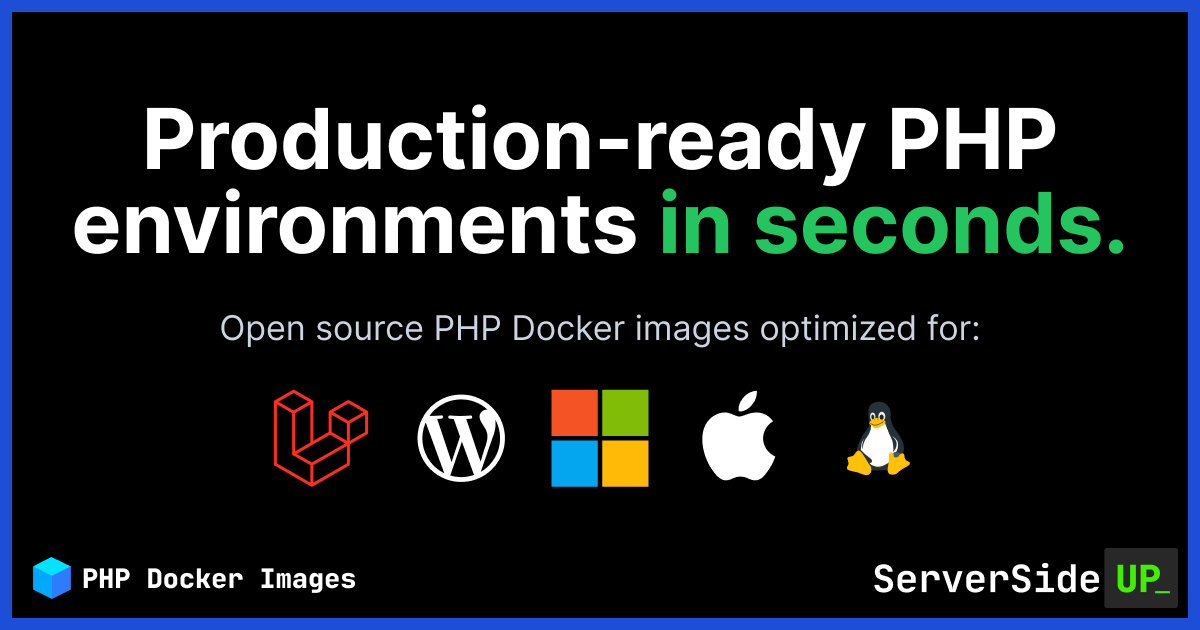 Production-ready PHP
environments in seconds.
Open source PHP Docker images optimized for:
PHP Docker Images
ServerSide UP_